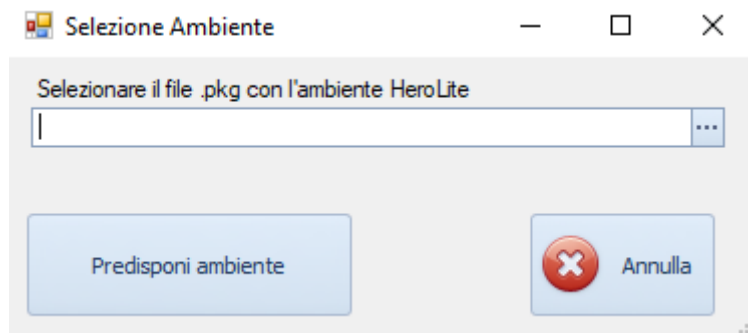 Selezione Ambiente
Selezionare il file .pkg con l'ambiente HeroLite
...
Predisponi ambiente
Annulla